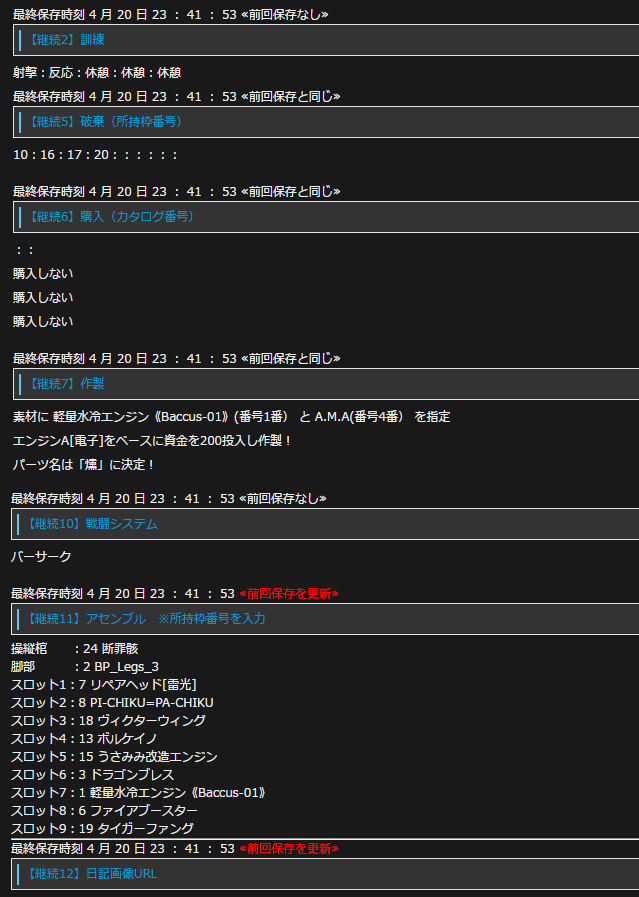 最終保存時刻 4 月 20 日 23 ： 41 ： 53 ≪前回保存なし≫
【継続2】訓練
射撃：反応：休憩：休憩：休憩
最終保存時刻 4 月 20 日 23 ： 41 ： 53 ≪前回保存と同じ≫
【継続5】破棄（所持枠番号）
10：16：17：20：：：：：：
最終保存時刻 4 月 20 日 23 ： 41 ： 53 ≪前回保存と同じ≫
【継続6】購入（カタログ番号）
：：
購入しない
購入しない
購入しない
最終保存時刻 4 月 20 日 23 ： 41 ： 53 ≪前回保存と同じ≫
【継続7】作製
素材に 軽量水冷エンジン《Baccus-01》(番号1番） と A.M.A(番号4番） を指定
エンジンA[電子]をベースに資金を200投入し作製！
パーツ名は「燸」に決定！
最終保存時刻 4 月 20 日 23 ： 41 ： 53 ≪前回保存なし≫
【継続10】戦闘システム
バーサーク
最終保存時刻 4 月 20 日 23 ： 41 ： 53 ≪前回保存を更新≫
【継続11】アセンブル　※所持枠番号を入力
操縦棺　　：24 断罪骸
脚部　　　：2 BP_Legs_3
スロット1：7 リペアヘッド[雷光]
スロット2：8 PI-CHIKU=PA-CHIKU
スロット3：18 ヴィクターウィング
スロット4：13 ボルケイノ
スロット5：15 うさみみ改造エンジン
スロット6：3 ドラゴンブレス
スロット7：1 軽量水冷エンジン《Baccus-01》
スロット8：6 ファイアブースター
スロット9：19 タイガーファング
最終保存時刻 4 月 20 日 23 ： 41 ： 53 ≪前回保存を更新≫
【継続12】日記画像URL